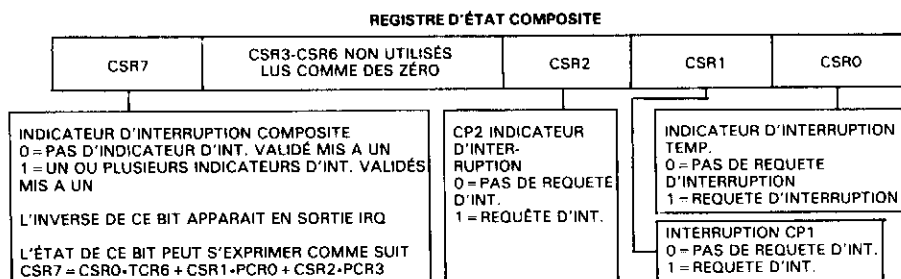 REGISTRE D'ÉTAT COMPOSITE
CSR7
CSR3-CSR6 NON UTILISÉS
LUS COMME DES ZÉRO
CSR2
CSR1
CSR0
INDICATEUR D'INTERRUPTION COMPOSITE
0 = PAS D'INDICATEUR D'INT. VALIDÉ MIS A UN
1 = UN OU PLUSIEURS INDICATEURS D'INT. VALIDÉS
MIS A UN
L'INVERSE DE CE BIT APPARAIT EN SORTIE IRQ
L'ÉTAT DE CE BIT PEUT S'EXPRIMER COMME SUIT
CSR7 = CSR0•TCR6 + CSR1•PCR0 + CSR2•PCR3
CP2 INDICATEUR
D'INTER-
RUPTION
0 = PAS DE REQUETE
D'INT.
1 = REQUÊTE D'INT.
INDICATEUR D'INTERRUPTION
TEMP.
0 = PAS DE REQUETE
D'INTERRUPTION
1 = REQUETE D'INTERRUPTION
INTERRUPTION CP1
0 = PAS DE REQUETE D'INT.
1 = REQUETE D'INT.